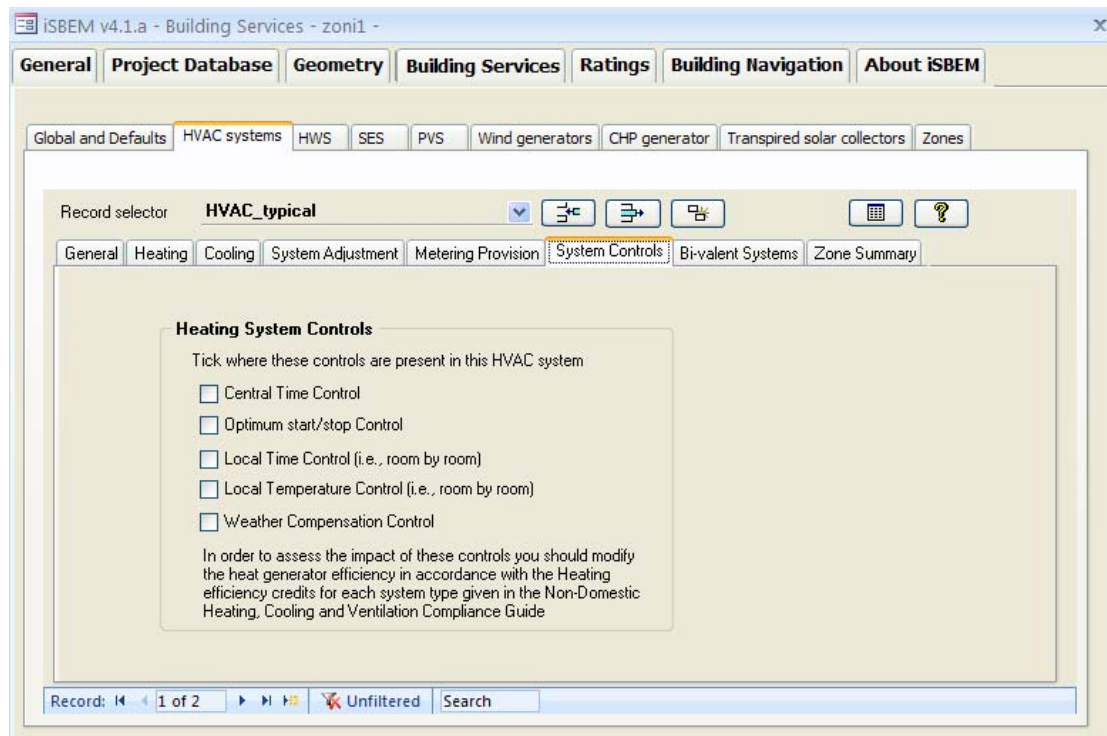 iSBEM v4.1.a - Building Services - zoni1 -
General Project Database Geometry Building Services Ratings Building Navigation About iSBEM
Global and Defaults HVAC systems HWS SES PVS Wind generators CHP generator Transpired solar collectors Zones
Record selector HVAC_typical
General Heating Cooling System Adjustment Metering Provision System Controls Bi-valent Systems Zone Summary
Heating System Controls
Tick where these controls are present in this HVAC system
Central Time Control
Optimum start/stop Control
Local Time Control (i.e., room by room)
Local Temperature Control (i.e., room by room)
Weather Compensation Control
In order to assess the impact of these controls you should modify
the heat generator efficiency in accordance with the Heating
efficiency credits for each system type given in the Non-Domestic
Heating, Cooling and Ventilation Compliance Guide
Record: 1 of 2 Unfiltered Search